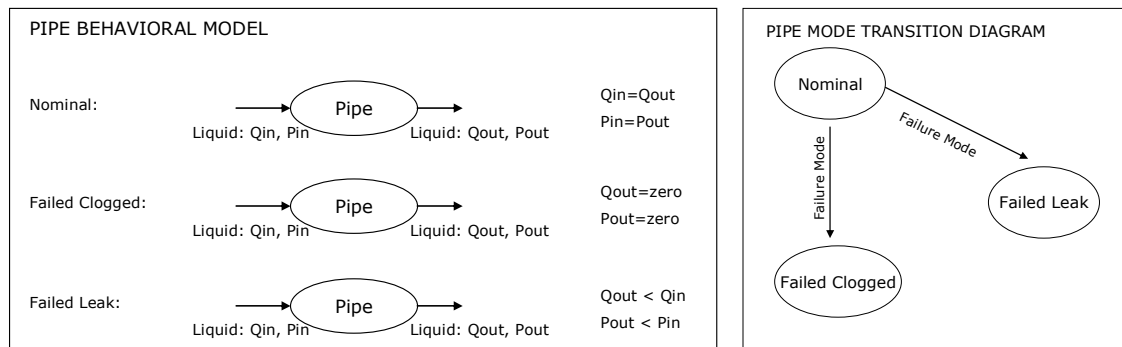 PIPE BEHAVIORAL MODEL
Nominal:
Pipe
Liquid: Qin, Pin
Liquid: Qout, Pout
Qin=Qout
Pin=Pout
Failed Clogged:
Pipe
Liquid: Qin, Pin
Liquid: Qout, Pout
Qout=zero
Pout=zero
Failed Leak:
Pipe
Liquid: Qin, Pin
Liquid: Qout, Pout
Qout < Qin
Pout < Pin
PIPE MODE TRANSITION DIAGRAM
Nominal
Failure Mode
Failure Mode
Failed Leak
Failed Clogged